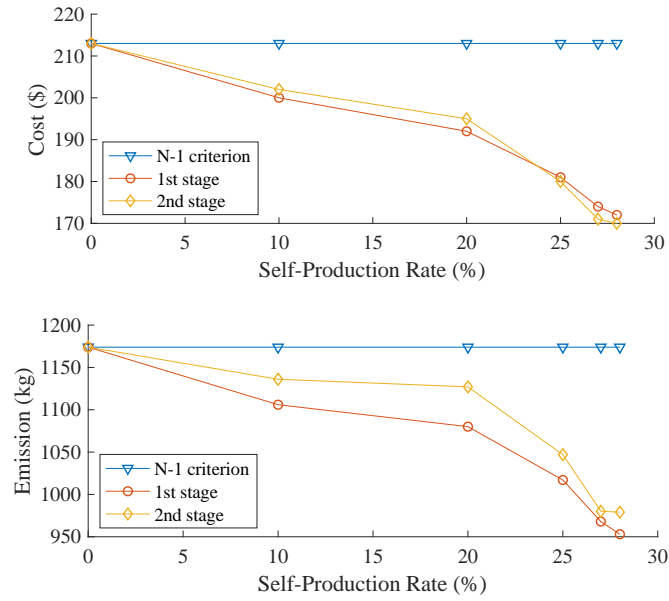 220
210
200
190
180
170
Cost ($)
N-1 criterion
1st stage
2nd stage
0 5 10 15 20 25 30
Self-Production Rate (%)
1200
1150
1100
1050
1000
950
Emission (kg)
N-1 criterion
1st stage
2nd stage
0 5 10 15 20 25 30
Self-Production Rate (%)